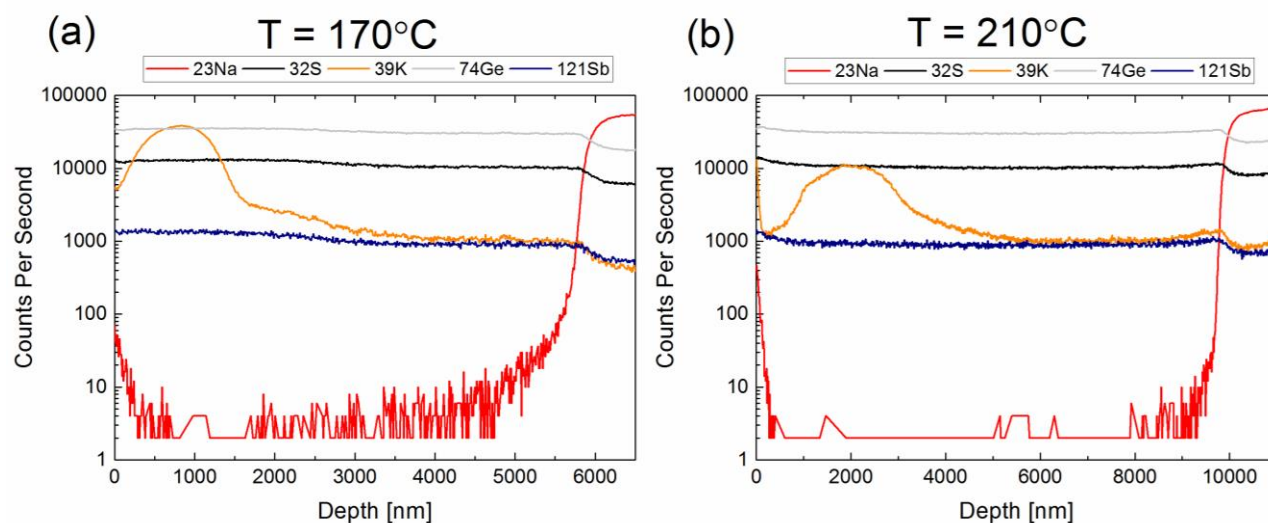 (a) T = 170°C
23Na 32S 39K 74Ge 121Sb
100000
10000
1000
100
10
1
Counts Per Second
0 1000 2000 3000 4000 5000 6000
Depth [nm]
(b) T = 210°C
23Na 32S 39K 74Ge 121Sb
100000
10000
1000
100
10
1
Counts Per Second
0 2000 4000 6000 8000 10000
Depth [nm]